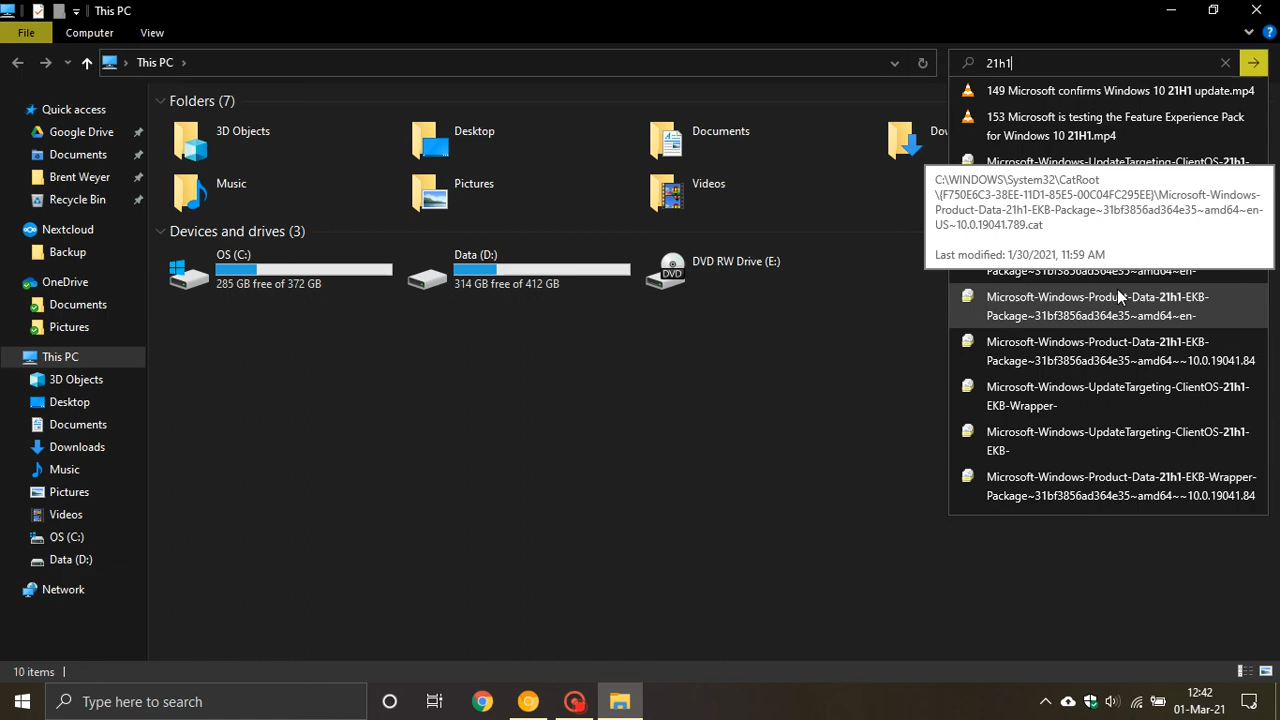 This PC
File
Computer
View
This PC
21h1
Quick access
Google Drive
Documents
Brent Weyer
Recycle Bin
Nextcloud
Backup
OneDrive
Documents
Pictures
This PC
3D Objects
Desktop
Documents
Downloads
Music
Pictures
Videos
OS (C:)
Data (D:)
Network
Folders (7)
3D Objects
Desktop
Documents
Music
Pictures
Videos
Devices and drives (3)
OS (C:)
285 GB free of 372 GB
Data (D:)
314 GB free of 412 GB
DVD RW Drive (E:)
DVD
149 Microsoft confirms Windows 10 21H1 update.mp4
153 Microsoft is testing the Feature Experience Pack
for Windows 10 21H1.mp4
Microsoft-Windows-UpdateTargeting-ClientOS-21h1-
C:\WINDOWS\System32\CatRoot
\{F750E6C3-38EE-11D1-85E5-00C04FC295EE}\Microsoft-Windows-
Product-Data-21h1-EKB-Package~31bf3856ad364e35~amd64~en-
US~10.0.19041.789.cat
Last modified: 1/30/2021, 11:59 AM
Package~31bf3856ad364e35~amd64~en-
Microsoft-Windows-Product-Data-21h1-EKB-
Package~31bf3856ad364e35~amd64~en-
Microsoft-Windows-Product-Data-21h1-EKB-
Package~31bf3856ad364e35~amd64~~10.0.19041.84
Microsoft-Windows-UpdateTargeting-ClientOS-21h1-
EKB-Wrapper-
Microsoft-Windows-UpdateTargeting-ClientOS-21h1-
EKB-
Microsoft-Windows-Product-Data-21h1-EKB-Wrapper-
Package~31bf3856ad364e35~amd64~~10.0.19041.84
10 items
Type here to search
12:42
01-Mar-21